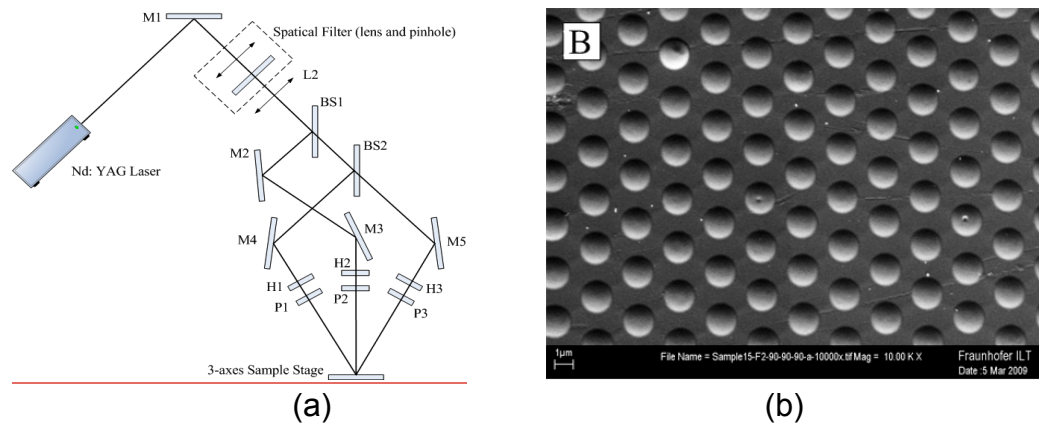 M1
Spatical Filter (lens and pinhole)
L2
BS1
BS2
Nd: YAG Laser
M2
M3
M4
M5
H1
H2
H3
P1
P2
P3
3-axes Sample Stage
(a)
B
1µm
File Name = Sample15-F2-90-90-90-a-10000x.tif Mag = 10.00 K X
Fraunhofer ILT
Date :5 Mar 2009
(b)